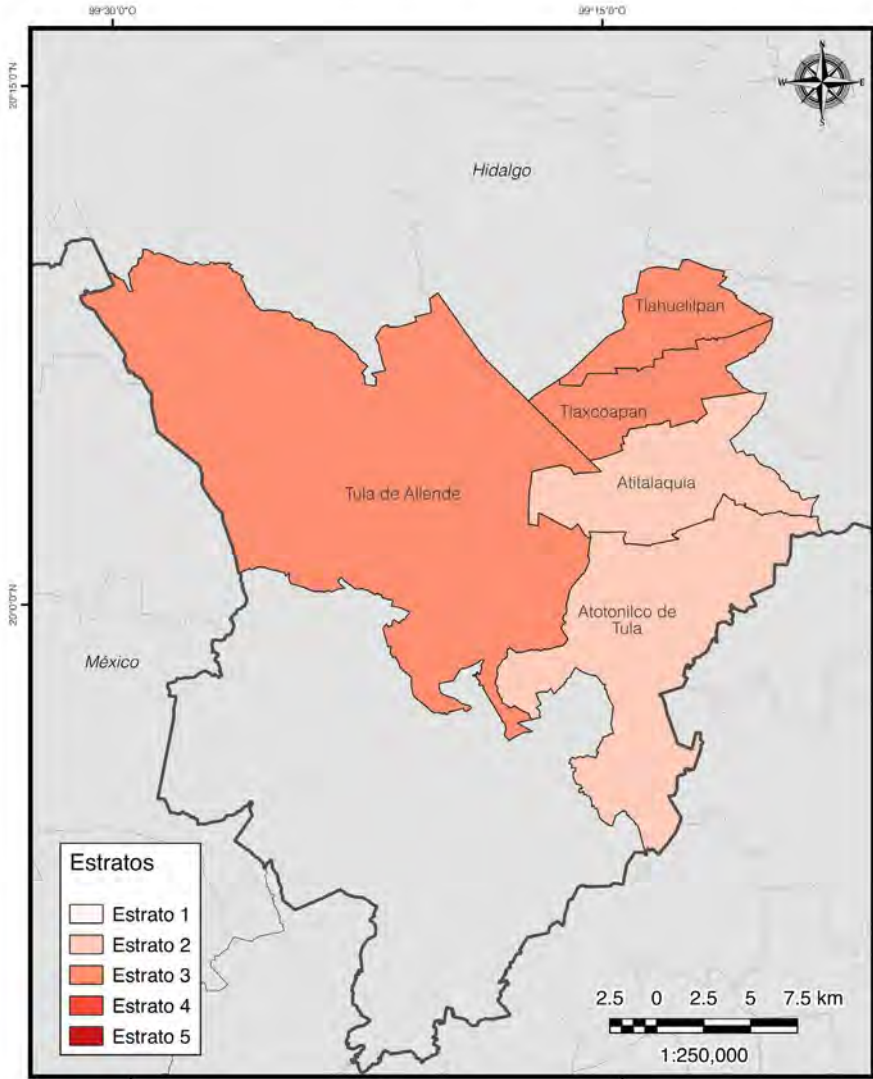 99°30'0"O
99°15'0"O
20°15'0"N
N
W
E
S
Hidalgo
Tlahuelilpan
Tlaxcoapan
Atitalaquia
Tula de Allende
20°0'0"N
Atotonilco de
Tula
México
Estratos
Estrato 1
Estrato 2
Estrato 3
Estrato 4
Estrato 5
2.5 0 2.5 5 7.5 km
1:250,000